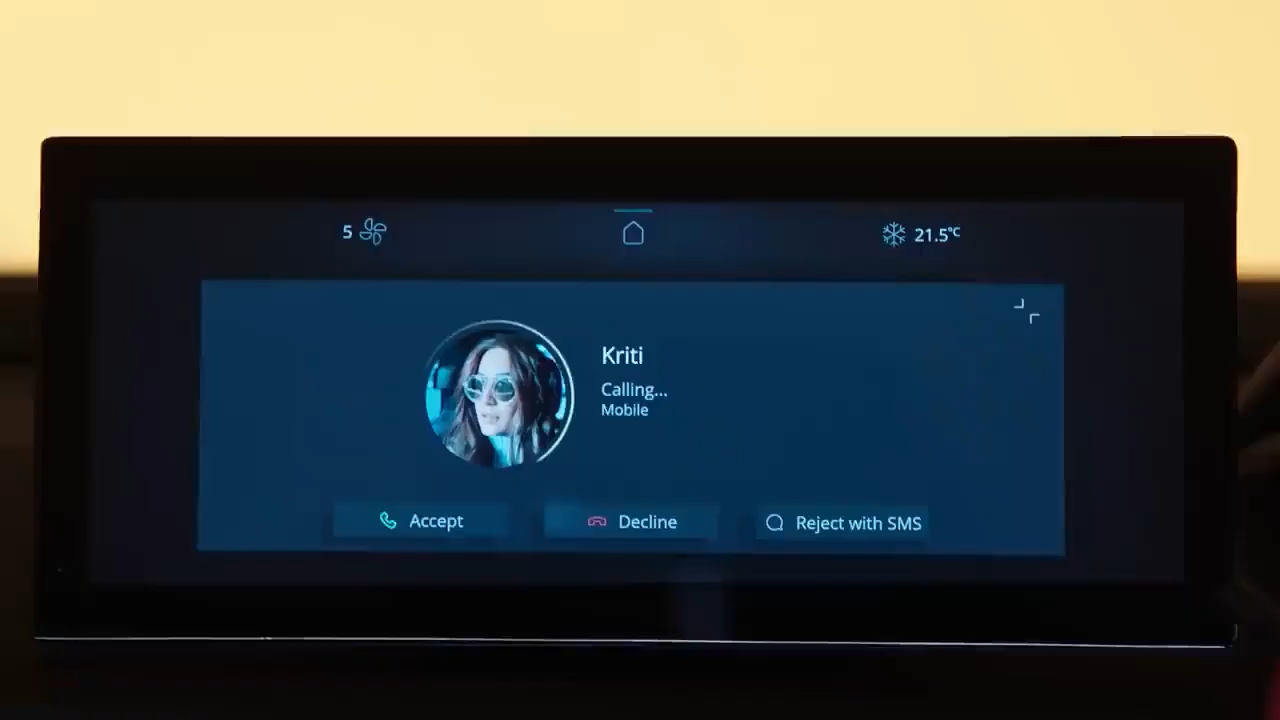 5
21.5°C
Kriti
Calling...
Mobile
Accept
Decline
Reject with SMS